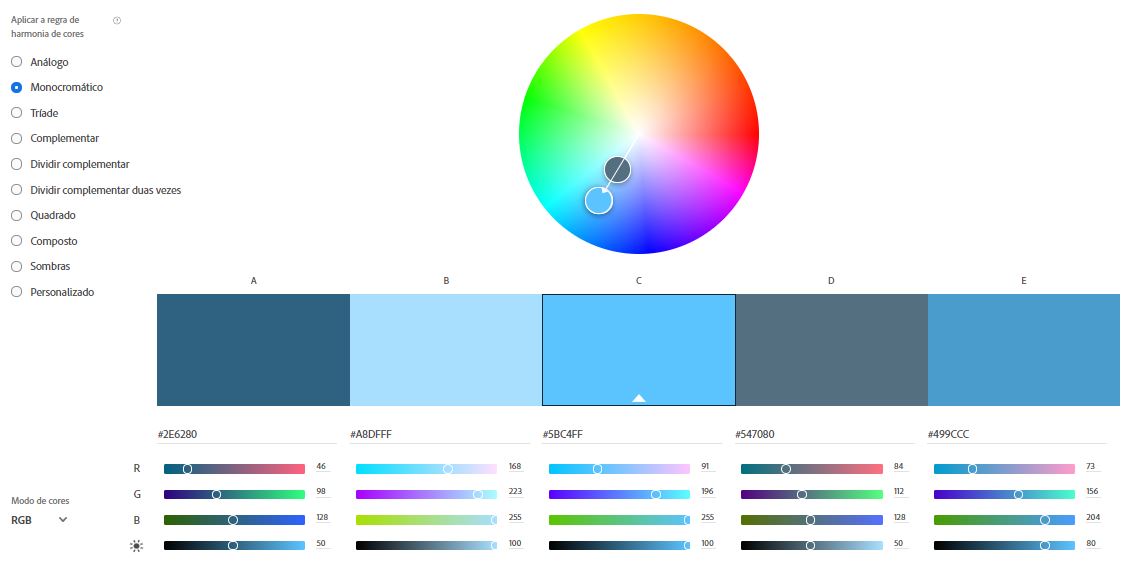 Aplicar a regra de
harmonia de cores
Análogo
Monocromático
Tríade
Complementar
Dividir complementar
Dividir complementar duas vezes
Quadrado
Composto
Sombras
Personalizado
A B C D E
#2E6280 #A8DFFF #5BC4FF #547080 #499CCC
R 46 168 91 84 73
G 98 223 196 112 156
Modo de cores
RGB
B 128 255 255 128 204
50 100 100 50 80